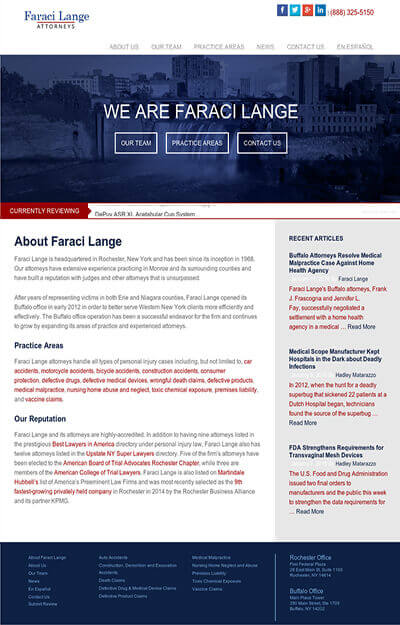 Faraci Lange
ATTORNEYS
(888) 325-5150
ABOUT US OUR TEAM PRACTICE AREAS NEWS CONTACT US EN ESPAÑOL
WE ARE FARACI LANGE
OUR TEAM PRACTICE AREAS CONTACT US
CURRENTLY REVIEWING
DePuy ASR XL Acetabular Cup System
About Faraci Lange
Faraci Lange is headquartered in Rochester, New York and has been since its inception in 1968.
Our attorneys have extensive experience practicing in Monroe and its surrounding counties and
have built a reputation with judges and other attorneys that is unsurpassed.
After years of representing victims in both Erie and Niagara counties, Faraci Lange opened its
Buffalo office in early 2012 in order to better serve Western New York clients more efficiently and
effectively. The Buffalo office operation has been a successful endeavor for the firm and continues
to grow by expanding its areas of practice and experienced attorneys.
Practice Areas
Faraci Lange attorneys handle all types of personal injury cases including, but not limited to, car
accidents, motorcycle accidents, bicycle accidents, construction accidents, consumer
protection, defective drugs, defective medical devices, wrongful death claims, defective products,
medical malpractice, nursing home abuse and neglect, toxic chemical exposure, premises liability,
and vaccine claims.
Our Reputation
Faraci Lange and its attorneys are highly-accredited. In addition to having nine attorneys listed in
the prestigious Best Lawyers in America directory under personal injury law, Faraci Lange also has
twelve attorneys listed in the Upstate NY Super Lawyers directory. Five of the firm's attorneys have
been elected to the American Board of Trial Advocates Rochester Chapter, while three are
members of the American College of Trial Lawyers. Faraci Lange is also listed on Martindale
Hubbell's list of America's Preeminent Law Firms and was most recently selected as the 9th
fastest-growing privately held company in Rochester in 2014 by the Rochester Business Alliance
and its partner KPMG.
RECENT ARTICLES
Buffalo Attorneys Resolve Medical
Malpractice Case Against Home
Health Agency
Faraci Lange
Faraci Lange's Buffalo attorneys, Frank
J. Frascogna and Jennifer L.
Fay, successfully negotiated a
settlement with a home health
agency in a medical ... Read More
Medical Scope Manufacturer Kept
Hospitals in the Dark about Deadly
Infections
Hadley Matarazzo
In 2012, when the hunt for a deadly
superbug that sickened 22 patients at a
Dutch Hospital began, technicians
found the source of the superbug ...
Read More
FDA Strengthens Requirements for
Transvaginal Mesh Devices
Hadley Matarazzo
The U.S. Food and Drug Administration
issued two final orders to
manufacturers and the public this week
to strengthen the data requirements for
... Read More
About Faraci Lange
About Us
Our Team
News
En Español
Contact Us
Submit Review
Auto Accidents
Construction, Demolition and Excavation
Accidents
Death Claims
Defective Drug & Medical Device Claims
Defective Product Claims
Medical Malpractice
Nursing Home Neglect and Abuse
Premises Liability
Toxic Chemical Exposure
Vaccine Claims
Rochester Office
First Federal Plaza
28 East Main St, Suite 1100
Rochester, NY 14614
Buffalo Office
Main Place Tower
350 Main Street, Ste 1709
Buffalo, NY 14202